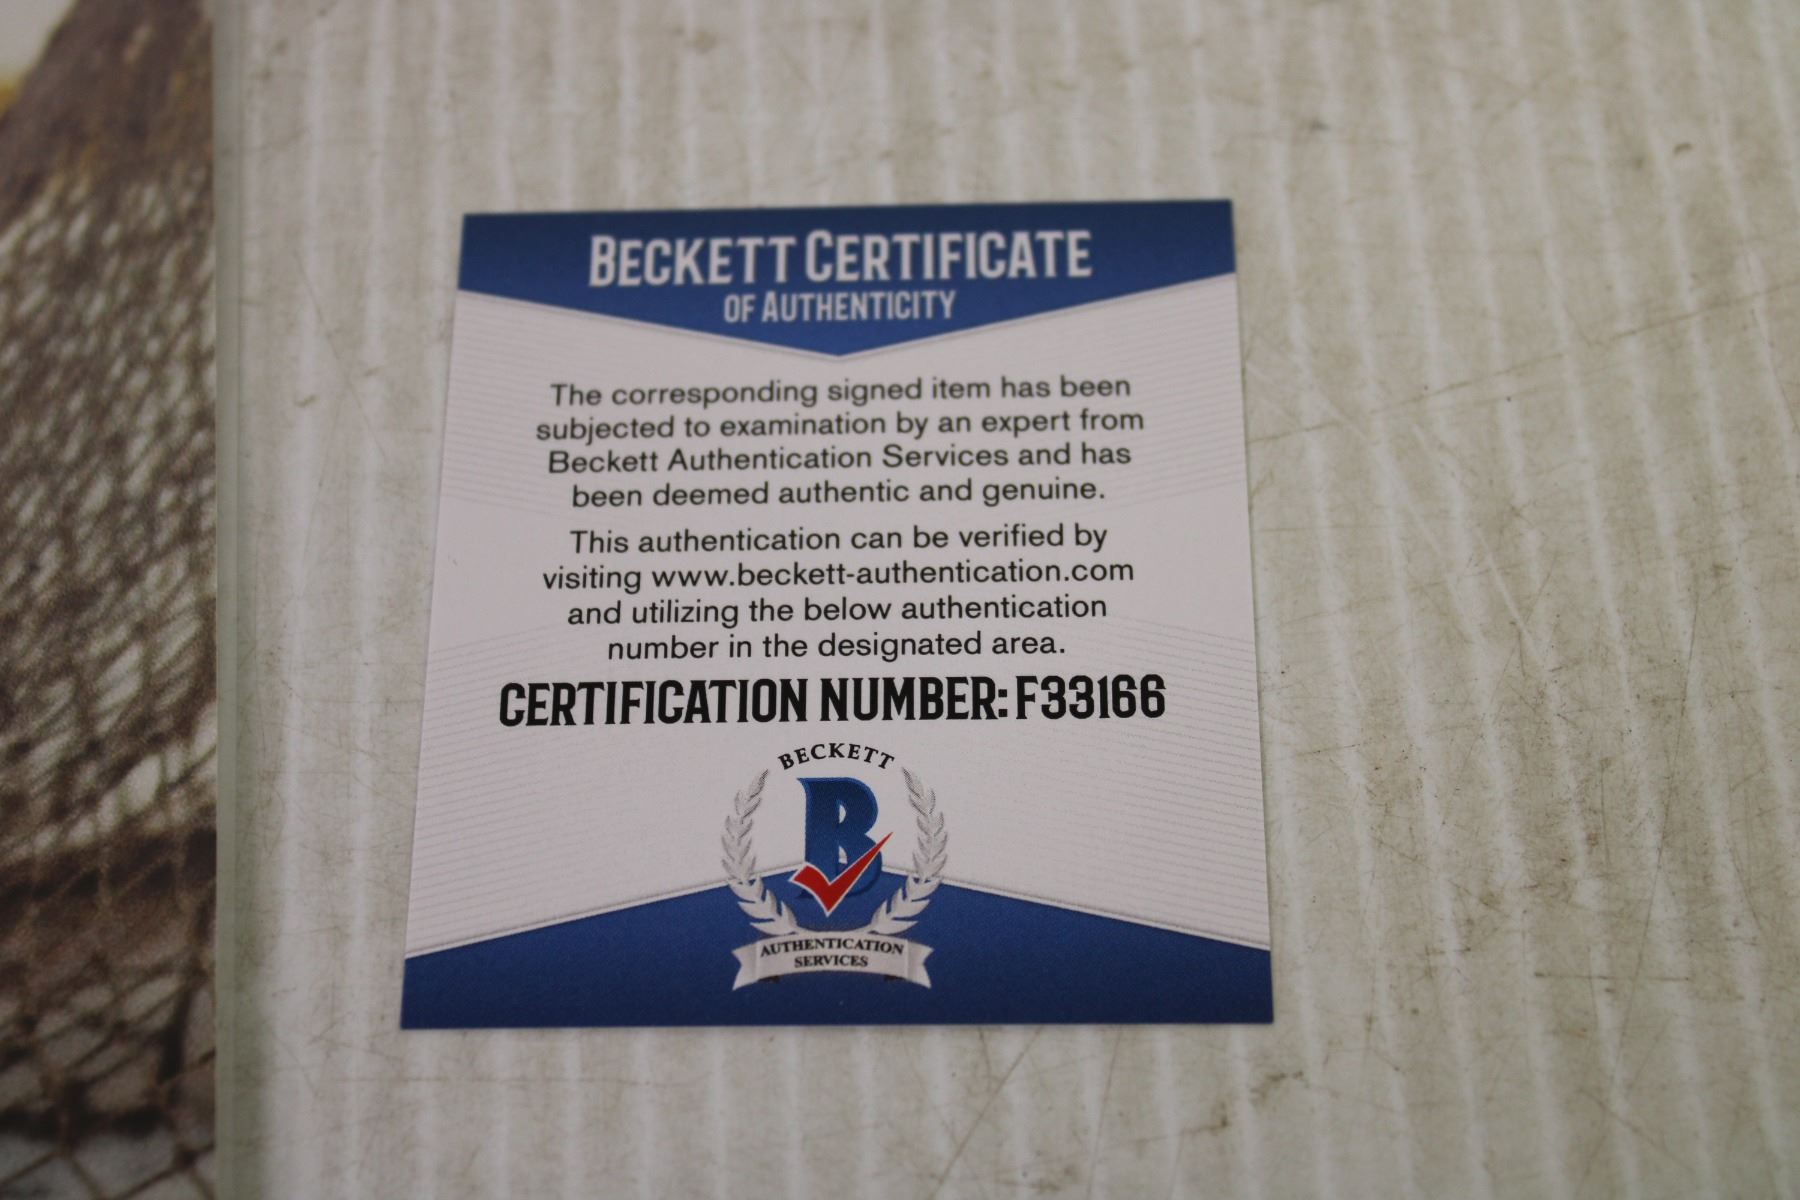 BECKETT CERTIFICATE
OF AUTHENTICITY
The corresponding signed item has been
subjected to examination by an expert from
Beckett Authentication Services and has
been deemed authentic and genuine.
This authentication can be verified by
visiting www.beckett-authentication.com
and utilizing the below authentication
number in the designated area.
CERTIFICATION NUMBER: F33166
BECKETT
B
AUTHENTICATION
SERVICES